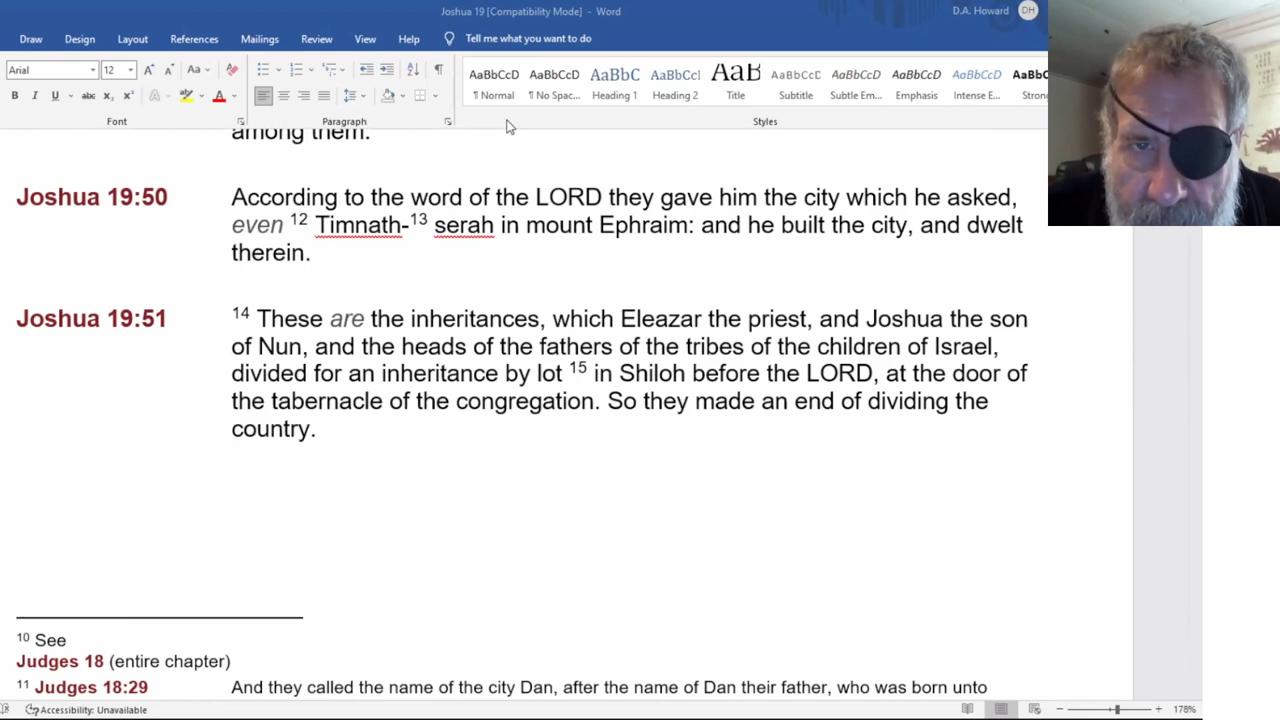 Joshua 19 [Compatibility Mode] - Word
D.A. Howard DH
Draw Design Layout References Mailings Review View Help Tell me what you want to do
Arial 12 Aa
AaBbCcD AaBbCcD AaBbC AaBbCcI AaB AaBbCcD AaBbCcD AaBbCcD AaBbCcD AaBbCc
B I U abc x₂ x² A A
¶ Normal ¶ No Spac... Heading 1 Heading 2 Title Subtitle Subtle Em... Emphasis Intense E... Strong
Font Paragraph Styles
among them.
Joshua 19:50 According to the word of the LORD they gave him the city which he asked,
even 12 Timnath-13 serah in mount Ephraim: and he built the city, and dwelt
therein.
Joshua 19:51 14 These are the inheritances, which Eleazar the priest, and Joshua the son
of Nun, and the heads of the fathers of the tribes of the children of Israel,
divided for an inheritance by lot 15 in Shiloh before the LORD, at the door of
the tabernacle of the congregation. So they made an end of dividing the
country.
10 See
Judges 18 (entire chapter)
11 Judges 18:29 And they called the name of the city Dan, after the name of Dan their father, who was born unto
Accessibility: Unavailable 178%